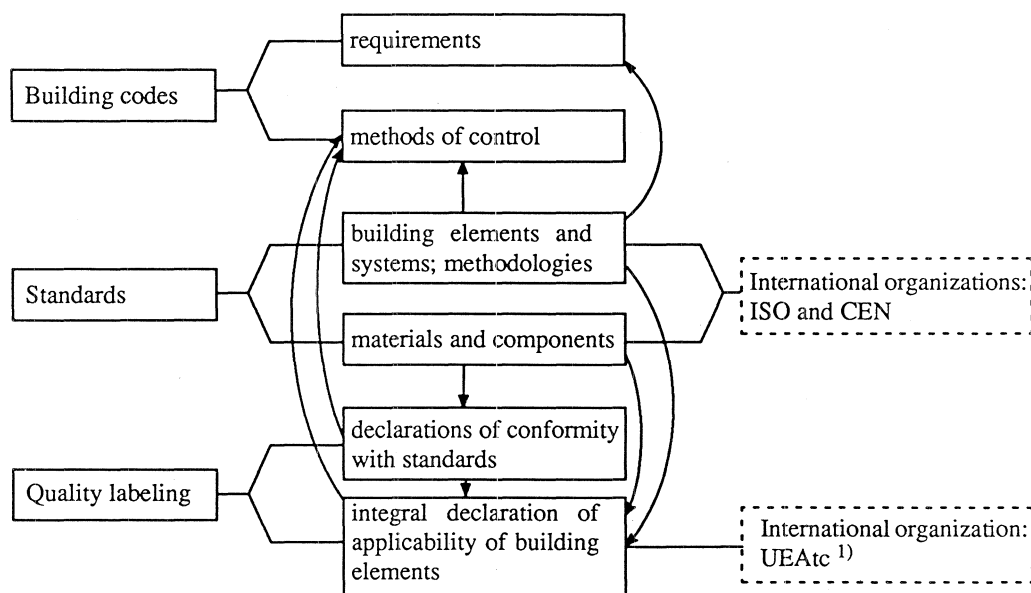 requirements
Building codes
methods of control
building elements and
systems; methodologies
Standards
International organizations:
ISO and CEN
materials and components
declarations of conformity
with standards
Quality labeling
integral declaration of
applicability of building
elements
International organization:
UEAtc 1)